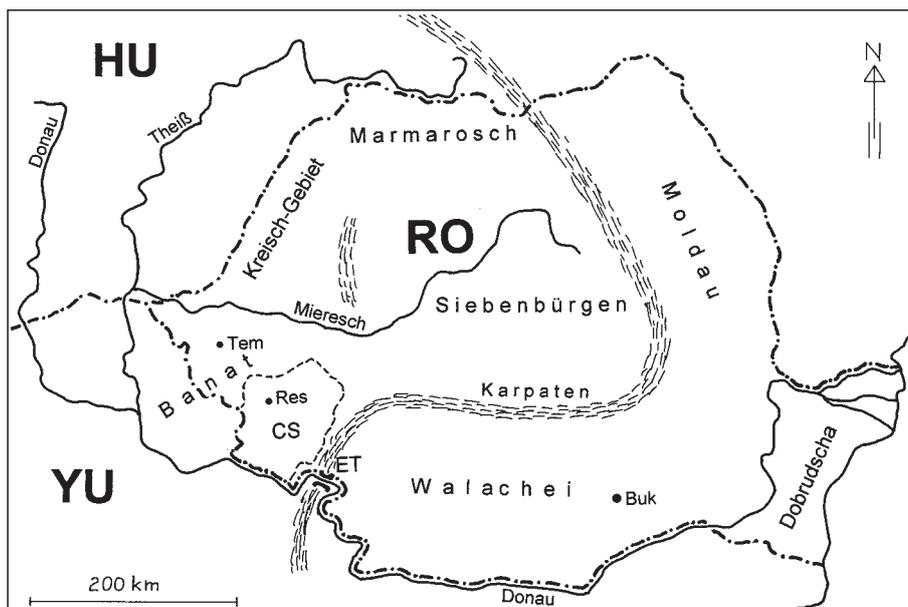 HU
N
Donau
Theiß
Marmarosch
Kreisch-Gebiet
Moldau
RO
Siebenbürgen
Mieresch
Tem
Banat
Karpaten
Res
CS
ET
YU
Walachei
Buk
Dobrudscha
200 km
Donau